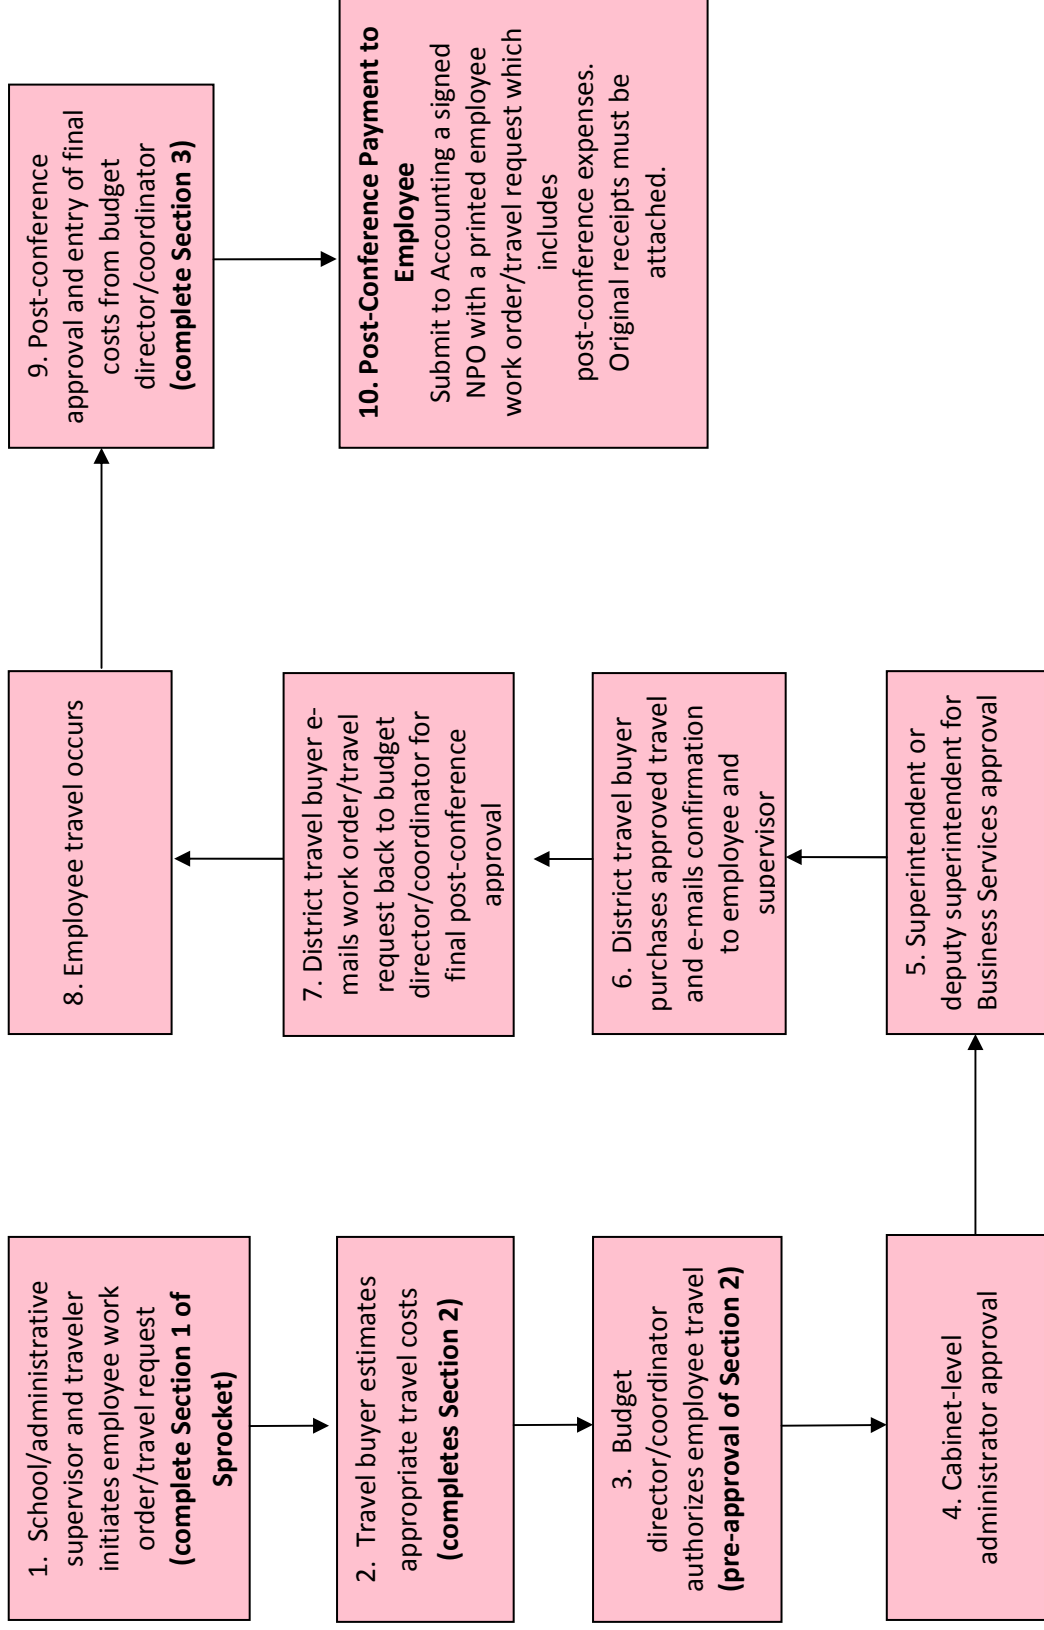 1. School/administrative
supervisor and traveler
initiates employee work
order/travel request
(complete Section 1 of
Sprocket)
2. Travel buyer estimates
appropriate travel costs
(completes Section 2)
3. Budget
director/coordinator
authorizes employee travel
(pre-approval of Section 2)
4. Cabinet-level
administrator approval
5. Superintendent or
deputy superintendent for
Business Services approval
6. District travel buyer
purchases approved travel
and e-mails confirmation
to employee and
supervisor
7. District travel buyer e-
mails work order/travel
request back to budget
director/coordinator for
final post-conference
approval
8. Employee travel occurs
9. Post-conference
approval and entry of final
costs from budget
director/coordinator
(complete Section 3)
10. Post-Conference Payment to
Employee
Submit to Accounting a signed
NPO with a printed employee
work order/travel request which
includes
post-conference expenses.
Original receipts must be
attached.